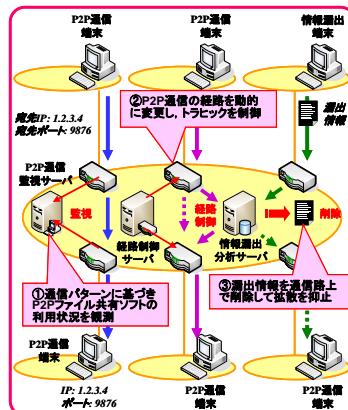 P2P通信
端末
P2P通信
端末
情報漏出
端末
②P2P通信の経路を動的
に変更し,トラヒックを制御
宛先IP: 1.2.3.4
宛先ポート: 9876
漏出
情報
P2P通信
監視サーバ
監視
経路制御
サーバ
経路
制御
情報漏出
分析サーバ
削除
①通信パターンに基づき
P2Pファイル共有ソフトの
利用状況を観測
③漏出情報を通信路上
で削除して拡散を抑止
P2P通信
端末
IP: 1.2.3.4
ポート: 9876
P2P通信
端末
P2P通信
端末